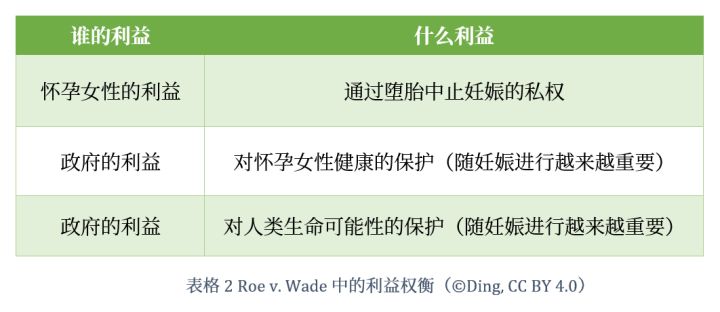 谁的利益 什么利益
怀孕女性的利益 通过堕胎中止妊娠的私权
政府的利益 对怀孕女性健康的保护（随妊娠进行越来越重要）
政府的利益 对人类生命可能性的保护（随妊娠进行越来越重要）
表格 2 Roe v. Wade 中的利益权衡（©Ding, CC BY 4.0）